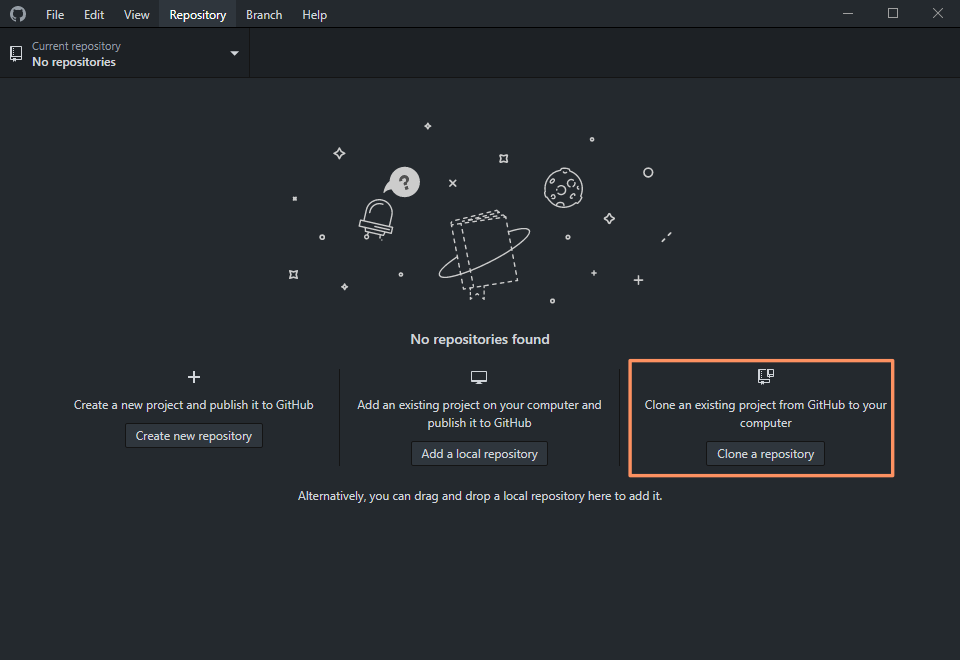 File Edit View Repository Branch Help
Current repository
No repositories
?
No repositories found
Create a new project and publish it to GitHub
Create new repository
Add an existing project on your computer and
publish it to GitHub
Add a local repository
Clone an existing project from GitHub to your
computer
Clone a repository
Alternatively, you can drag and drop a local repository here to add it.